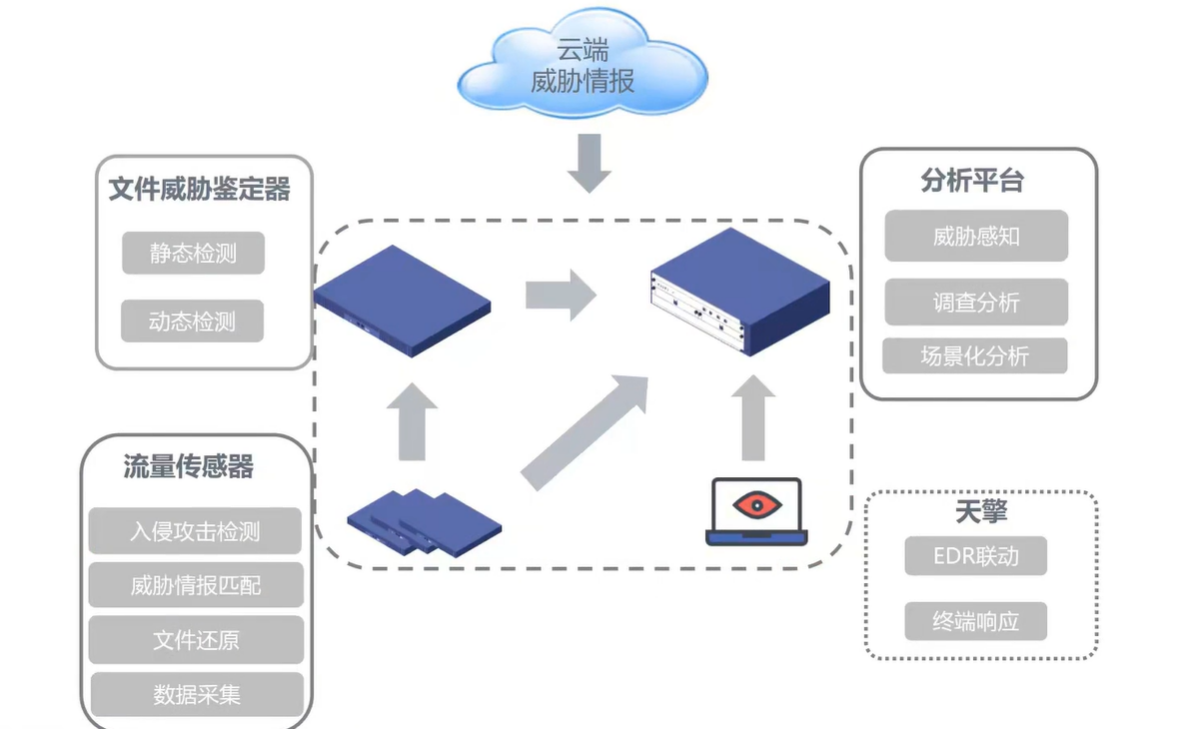 云端
威胁情报
文件威胁鉴定器
静态检测
动态检测
分析平台
威胁感知
调查分析
场景化分析
流量传感器
入侵攻击检测
威胁情报匹配
文件还原
数据采集
天擎
EDR联动
终端响应